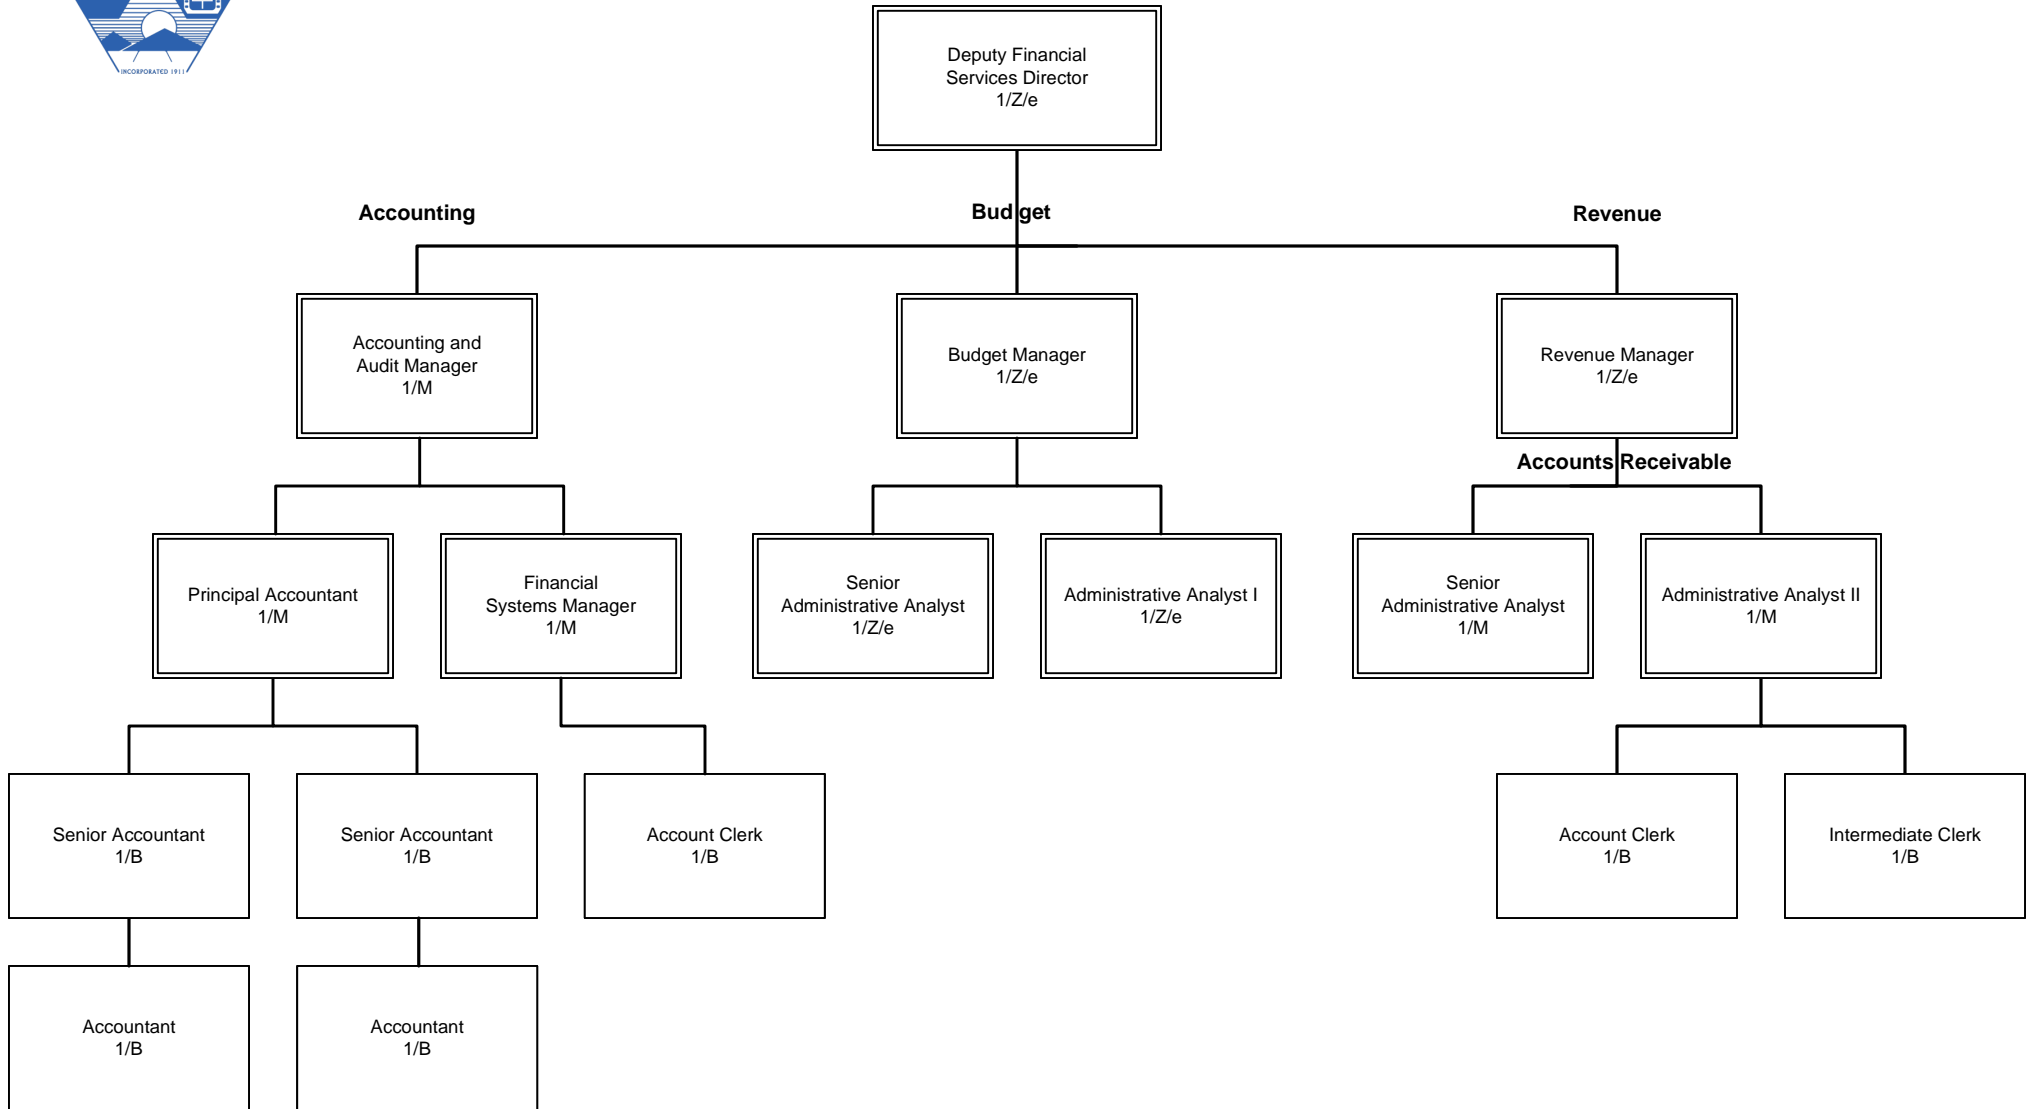 INCORPORATED 1911
Deputy Financial
Services Director
1/Z/e
Accounting
Budget
Revenue
Accounting and
Audit Manager
1/M
Budget Manager
1/Z/e
Revenue Manager
1/Z/e
Accounts Receivable
Principal Accountant
1/M
Financial
Systems Manager
1/M
Senior
Administrative Analyst
1/Z/e
Administrative Analyst I
1/Z/e
Senior
Administrative Analyst
1/M
Administrative Analyst II
1/M
Senior Accountant
1/B
Senior Accountant
1/B
Account Clerk
1/B
Account Clerk
1/B
Intermediate Clerk
1/B
Accountant
1/B
Accountant
1/B